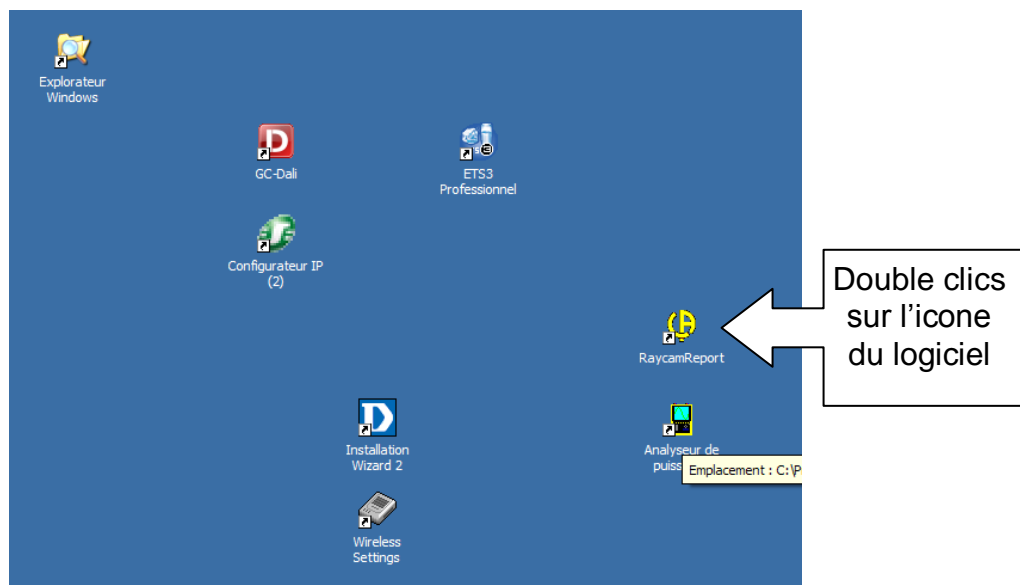 Explorateur
Windows
GC-Dali
ETS3
Professionnel
Configurateur IP
(2)
Double clics
sur l'icone
du logiciel
RaycamReport
Installation
Wizard 2
Analyseur de
puiss
Emplacement : C:\P
Wireless
Settings